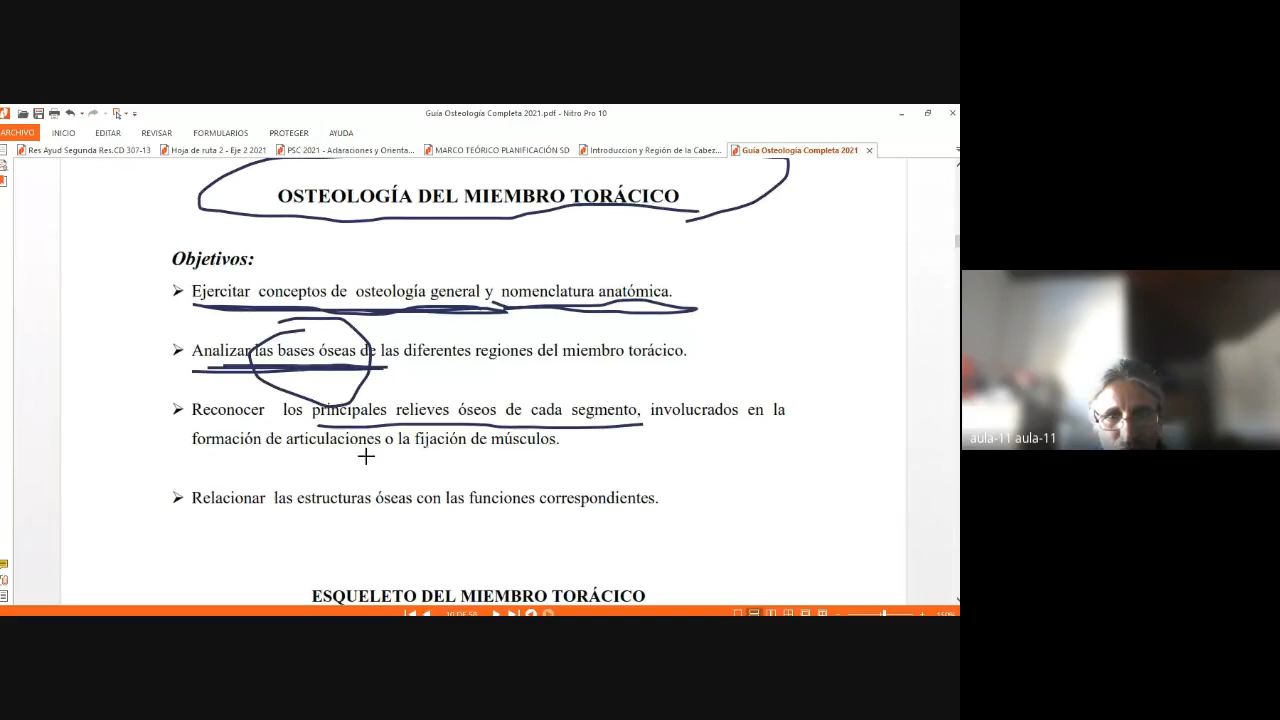 Guía Osteología Completa 2021.pdf - Nitro Pro 10
ARCHIVO INICIO EDITAR REVISAR FORMULARIOS PROTEGER AYUDA
Res Ayud Segunda Res.CD 307-13 Hoja de ruta 2 - Eje 2 2021 PSC 2021 - Aclaraciones y Orienta... MARCO TEÓRICO PLANIFICACIÓN SD Introduccion y Región de la Cabez... Guía Osteología Completa 2021
OSTEOLOGÍA DEL MIEMBRO TORÁCICO
Objetivos:
➢ Ejercitar conceptos de osteología general y nomenclatura anatómica.
➢ Analizar las bases óseas de las diferentes regiones del miembro torácico.
➢ Reconocer los principales relieves óseos de cada segmento, involucrados en la
formación de articulaciones o la fijación de músculos.
➢ Relacionar las estructuras óseas con las funciones correspondientes.
ESQUELETO DEL MIEMBRO TORÁCICO
aula-11 aula-11